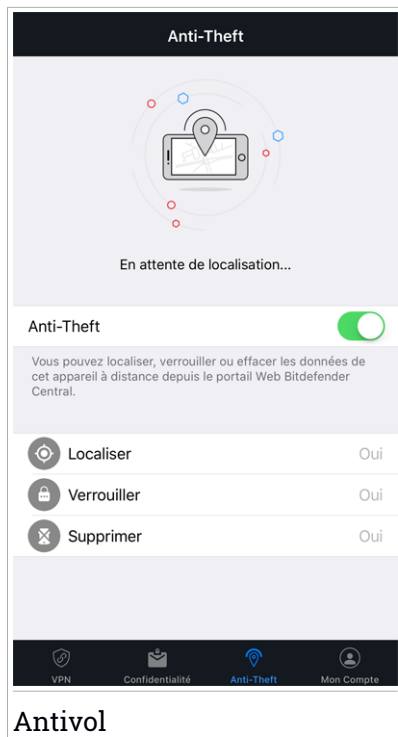 Anti-Theft
En attente de localisation...
Anti-Theft
Vous pouvez localiser, verrouiller ou effacer les données de
cet appareil à distance depuis le portail Web Bitdefender
Central.
Localiser Oui
Verrouiller Oui
Supprimer Oui
VPN Confidentialité Anti-Theft Mon Compte
Antivol